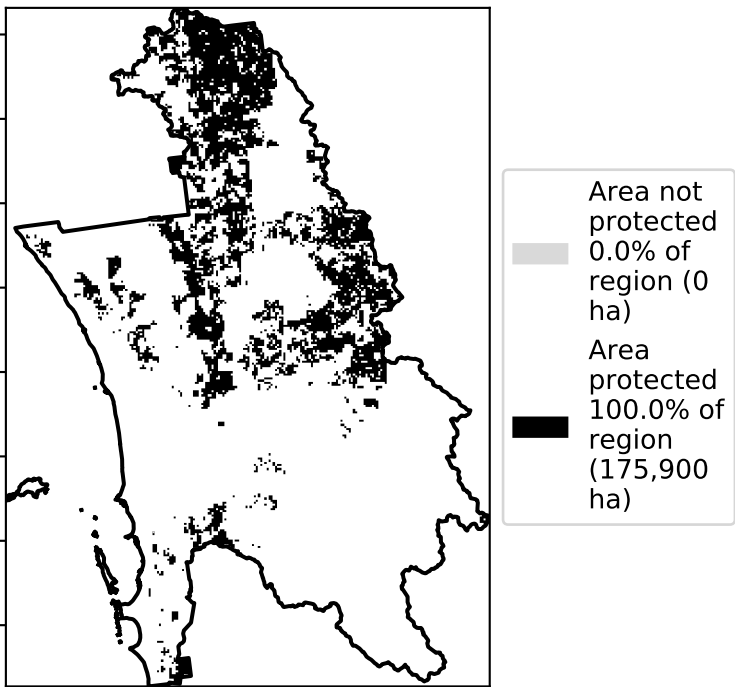 Area not
protected
0.0% of
region (0
ha)
Area
protected
100.0% of
region
(175,900
ha)